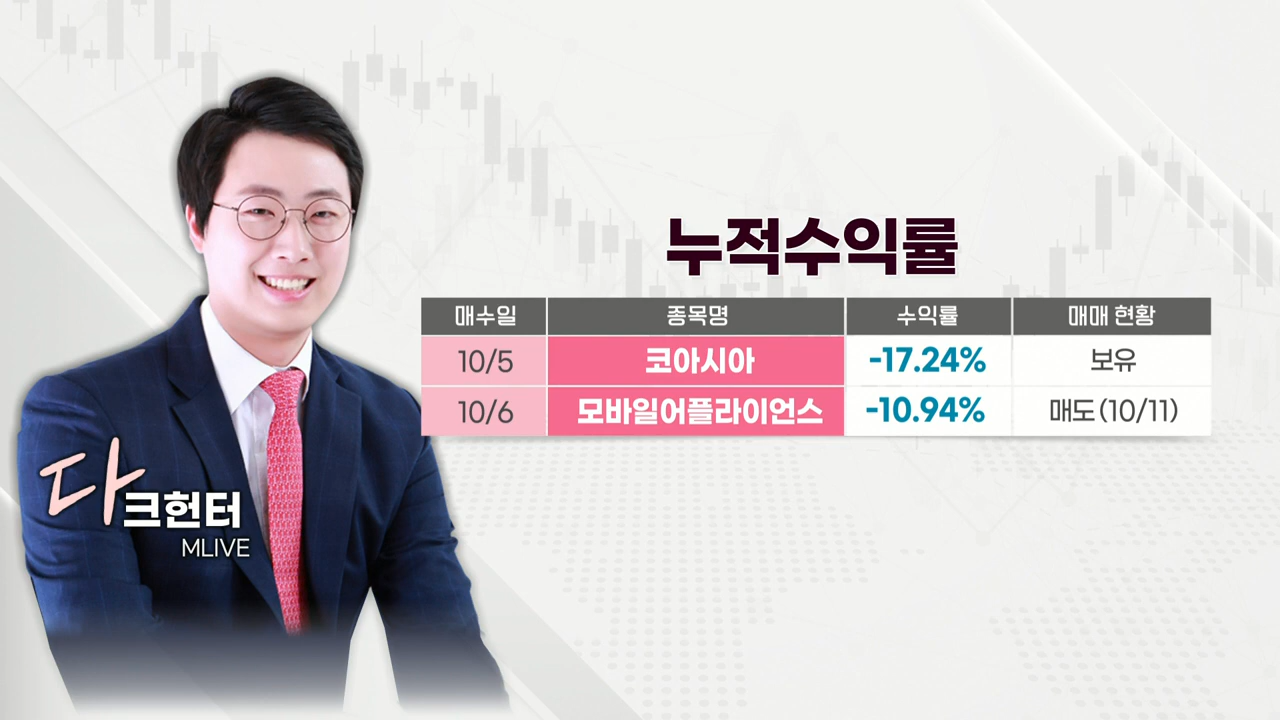 누적수익률
매수일 종목명 수익률 매매 현황
10/5 코아시아 -17.24% 보유
10/6 모바일어플라이언스 -10.94% 매도(10/11)
다크헌터
MLIVE